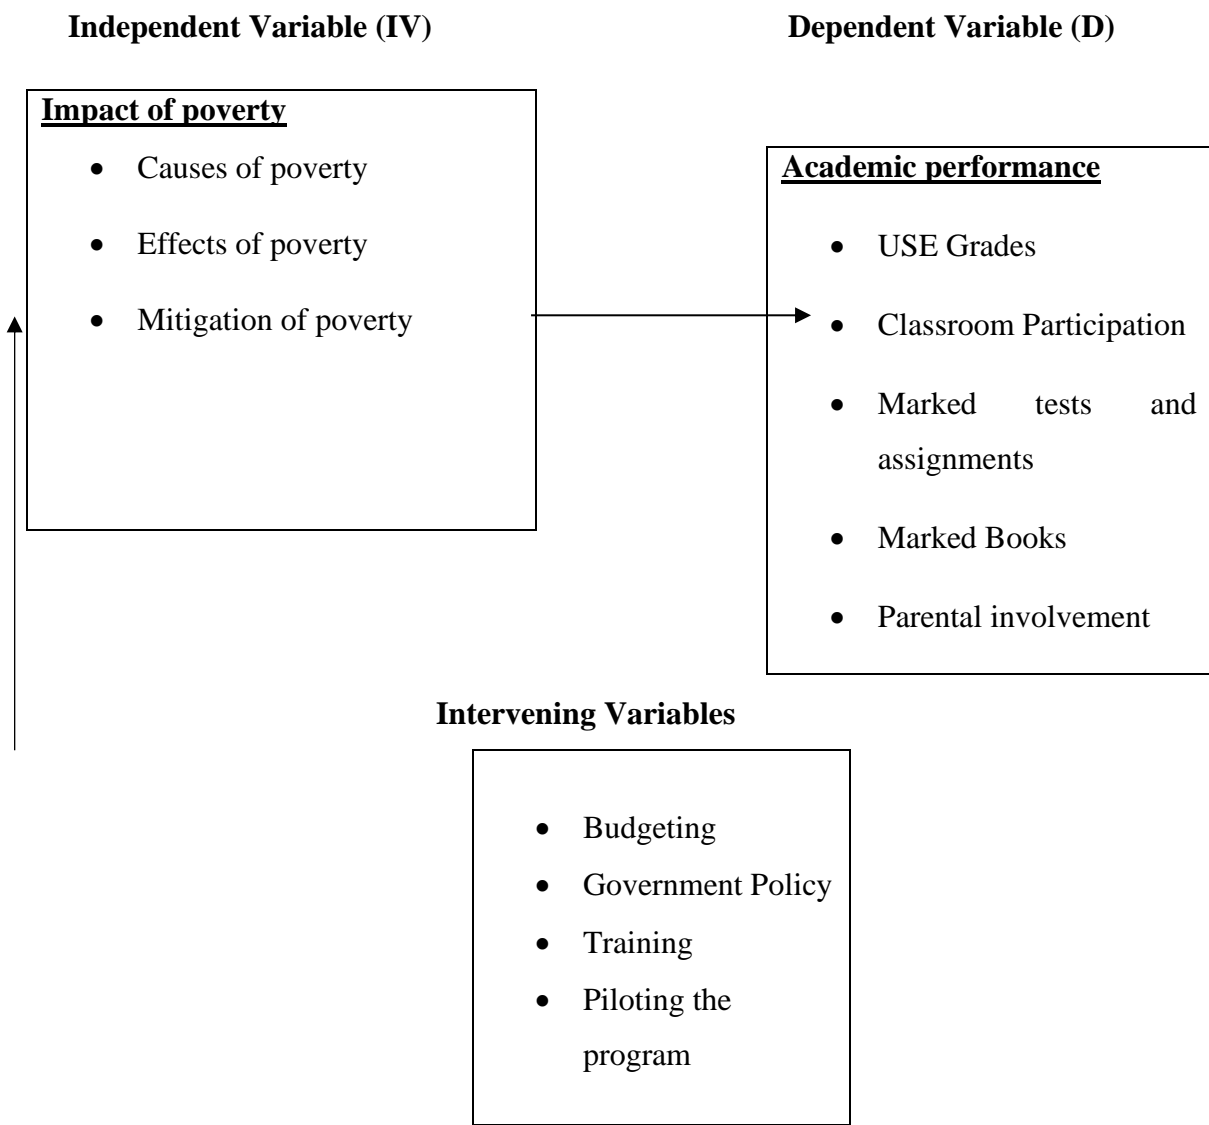 Independent Variable (IV)
Dependent Variable (D)
Impact of poverty
• Causes of poverty
• Effects of poverty
• Mitigation of poverty
Academic performance
• USE Grades
• Classroom Participation
• Marked tests and
assignments
• Marked Books
• Parental involvement
Intervening Variables
• Budgeting
• Government Policy
• Training
• Piloting the
program